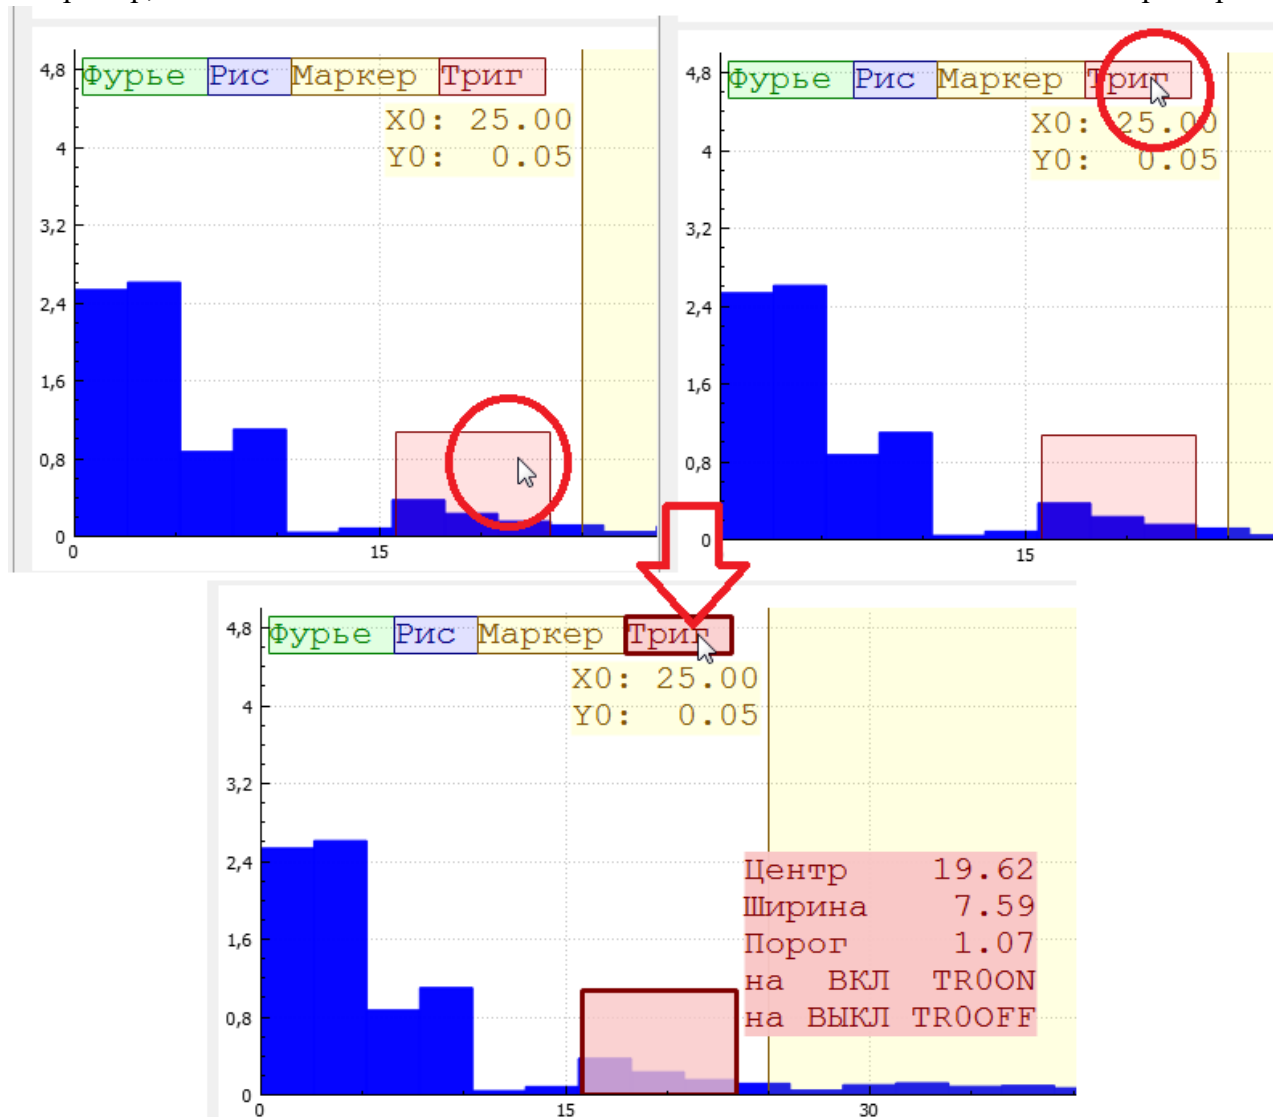 Фурье Рис Маркер Триг
X0: 25.00
Y0: 0.05
4,8
4
3,2
2,4
1,6
0,8
0
0 15
Фурье Рис Маркер Триг
X0: 25.00
Y0: 0.05
4,8
4
3,2
2,4
1,6
0,8
0
15
Фурье Рис Маркер Триг
X0: 25.00
Y0: 0.05
4,8
4
3,2
2,4
1,6
0,8
0
Центр 19.62
Ширина 7.59
Порог 1.07
на ВКЛ TR0ON
на ВЫКЛ TR0OFF
0 15 30